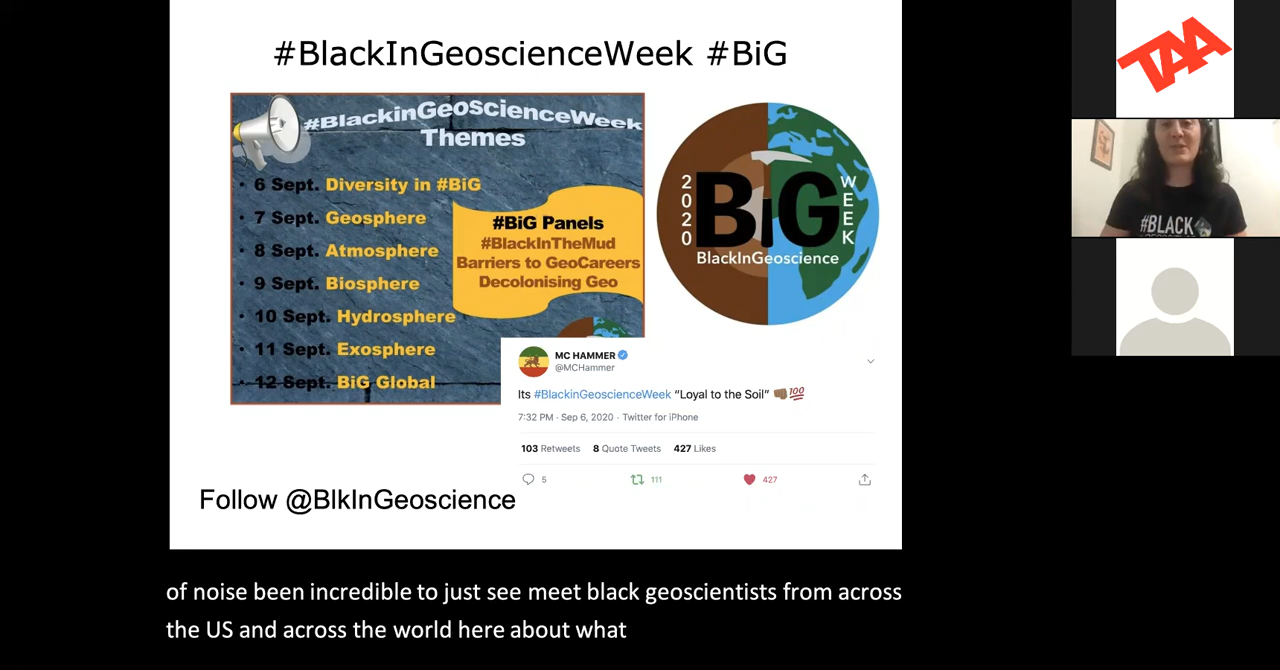 #BlackInGeoscienceWeek #BiG
#BlackinGeoscienceWeek
Themes
• 6 Sept. Diversity in #BiG
• 7 Sept. Geosphere
• 8 Sept. Atmosphere
• 9 Sept. Biosphere
• 10 Sept. Hydrosphere
• 11 Sept. Exosphere
• 12 Sept. BiG Global
#BiG Panels
#BlackInTheMud
Barriers to GeoCareers
Decolonising Geo
2020
BiG
WEEK
BlackInGeoscience
MC HAMMER
@MCHammer
Its #BlackinGeoscienceWeek “Loyal to the Soil” 👊🏾💯
7:32 PM · Sep 6, 2020 · Twitter for iPhone
103 Retweets 8 Quote Tweets 427 Likes
5 111 427
Follow @BlkInGeoscience
TAA
#BLACK
of noise been incredible to just see meet black geoscientists from across
the US and across the world here about what